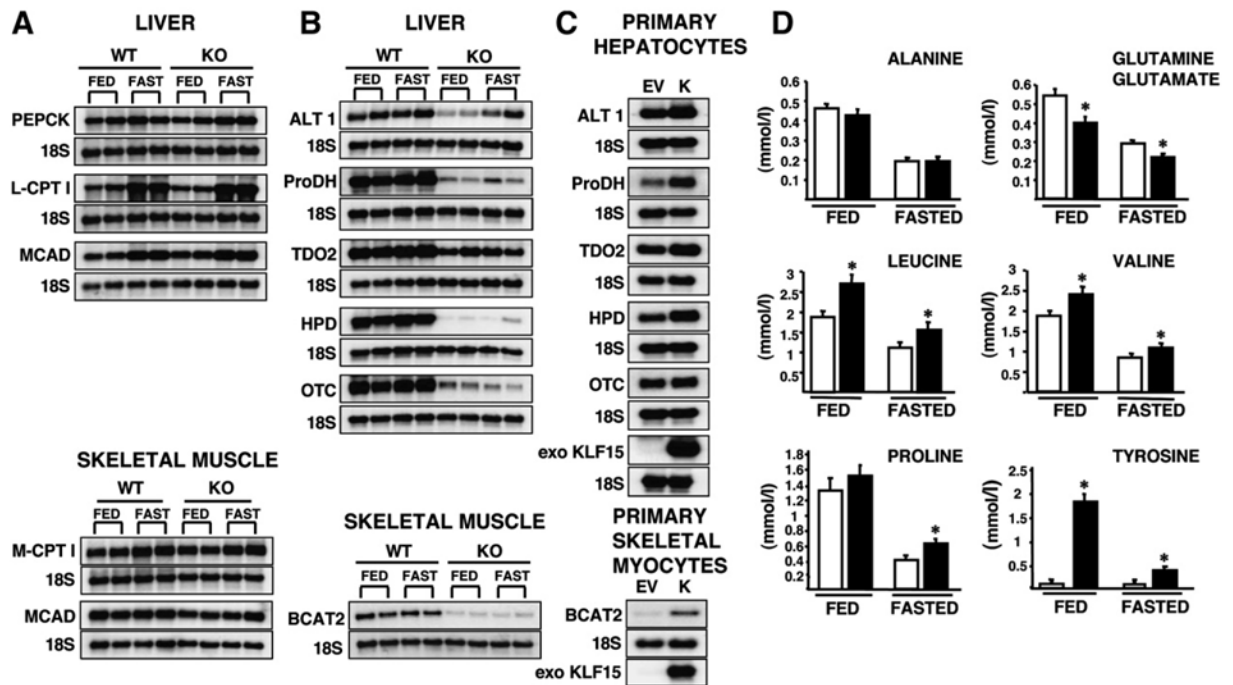 A
LIVER
WT
KO
FED
FAST
FED
FAST
PEPCK
18S
L-CPT I
18S
MCAD
18S
SKELETAL MUSCLE
WT
KO
FED
FAST
FED
FAST
M-CPT I
18S
MCAD
18S
B
LIVER
WT
KO
FED
FAST
FED
FAST
ALT 1
18S
ProDH
18S
TDO2
18S
HPD
18S
OTC
18S
SKELETAL MUSCLE
WT
KO
FED
FAST
FED
FAST
BCAT2
18S
C
PRIMARY
HEPATOCYTES
EV K
ALT 1
18S
ProDH
18S
TDO2
18S
HPD
18S
OTC
18S
exo KLF15
18S
PRIMARY
SKELETAL
MYOCYTES
EV K
BCAT2
18S
exo KLF15
D
ALANINE
(mmol/l)
0.6
0.5
0.4
0.3
0.2
0.1
FED
FASTED
GLUTAMINE
GLUTAMATE
(mmol/l)
0.6
0.5
0.4
0.3
0.2
0.1
*
*
FED
FASTED
LEUCINE
(mmol/l)
3
2.5
2
1.5
1
0.5
*
*
FED
FASTED
VALINE
(mmol/l)
3
2.5
2
1.5
1
0.5
*
*
FED
FASTED
PROLINE
(mmol/l)
1.8
1.6
1.4
1.2
1
0.8
0.6
0.4
0.2
*
FED
FASTED
TYROSINE
(mmol/l)
2.5
2
1.5
1
0.5
*
*
FED
FASTED